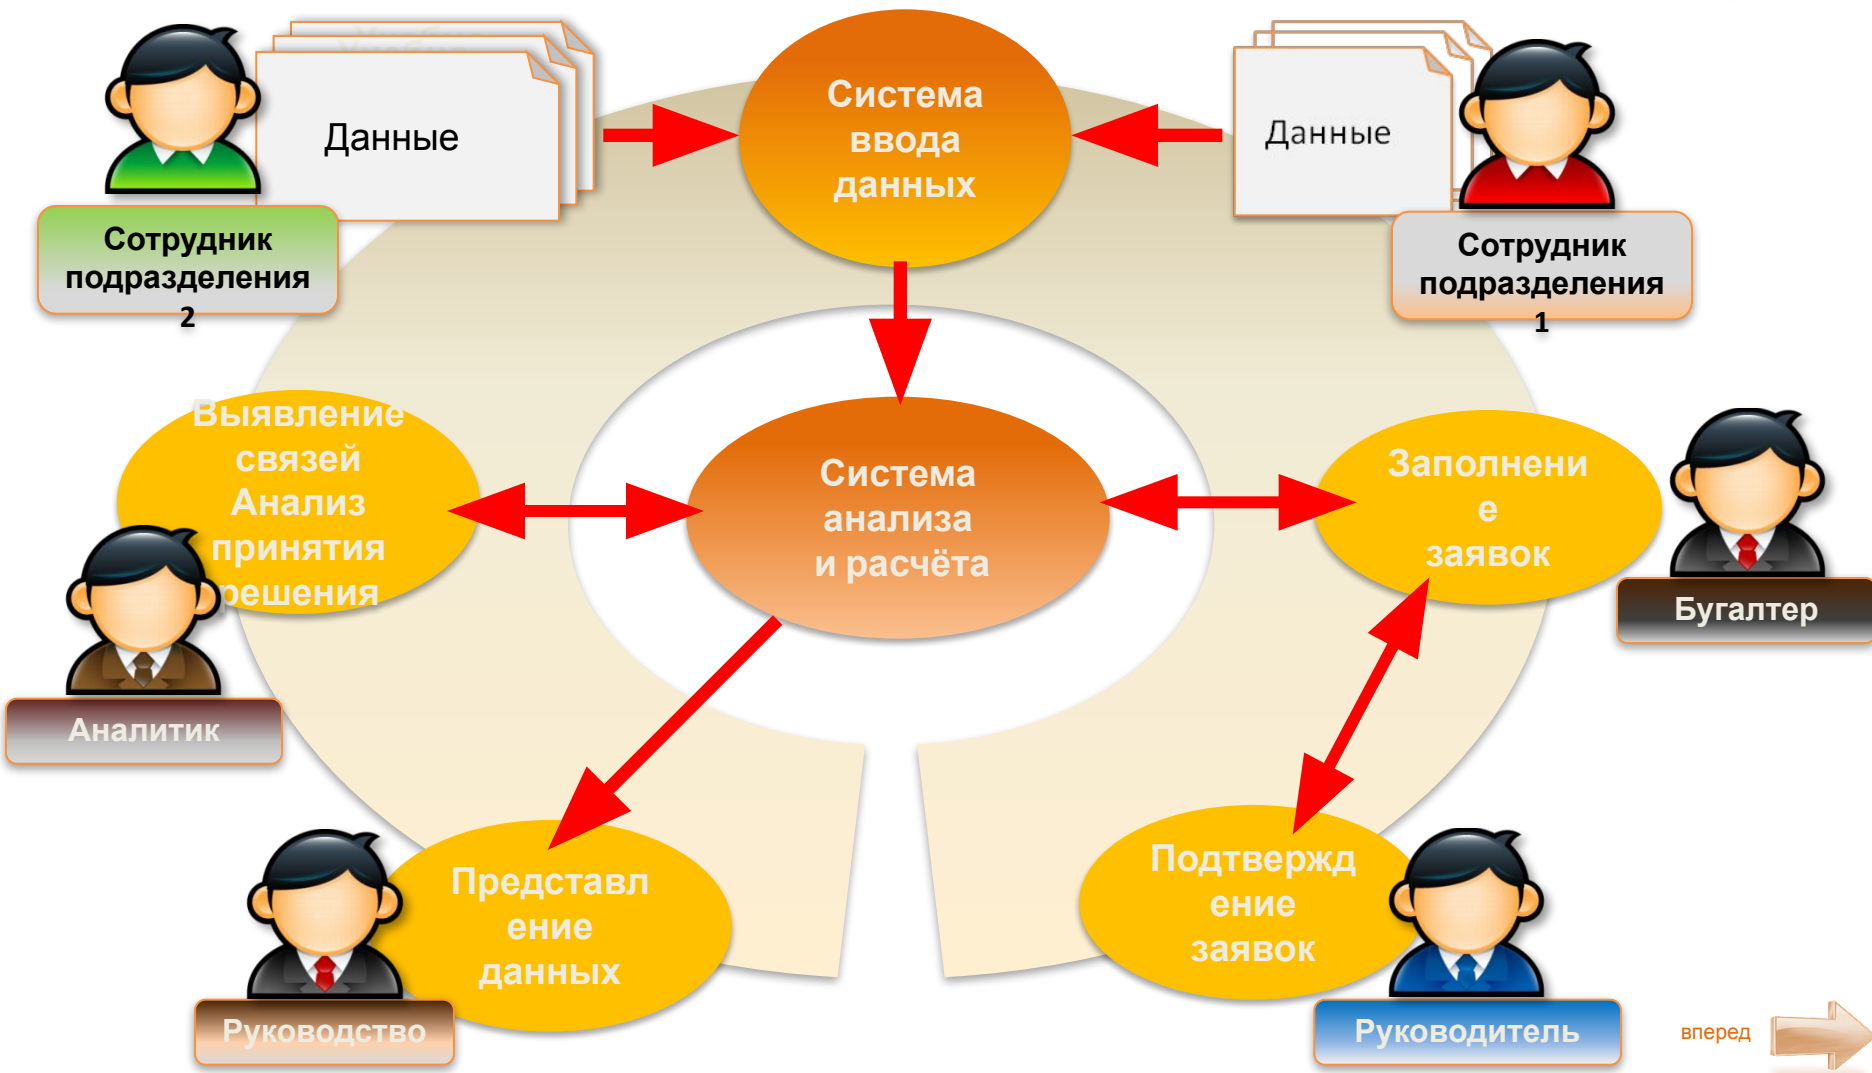 Данные
Система
ввода
данных
Данные
Сотрудник
подразделения
2
Сотрудник
подразделения
1
Выявление
связей
Анализ
принятия
решения
Система
анализа
и расчёта
Заполнени
е
заявок
Бугалтер
Аналитик
Представл
ение
данных
Подтвержд
ение
заявок
Руководство
Руководитель
вперед